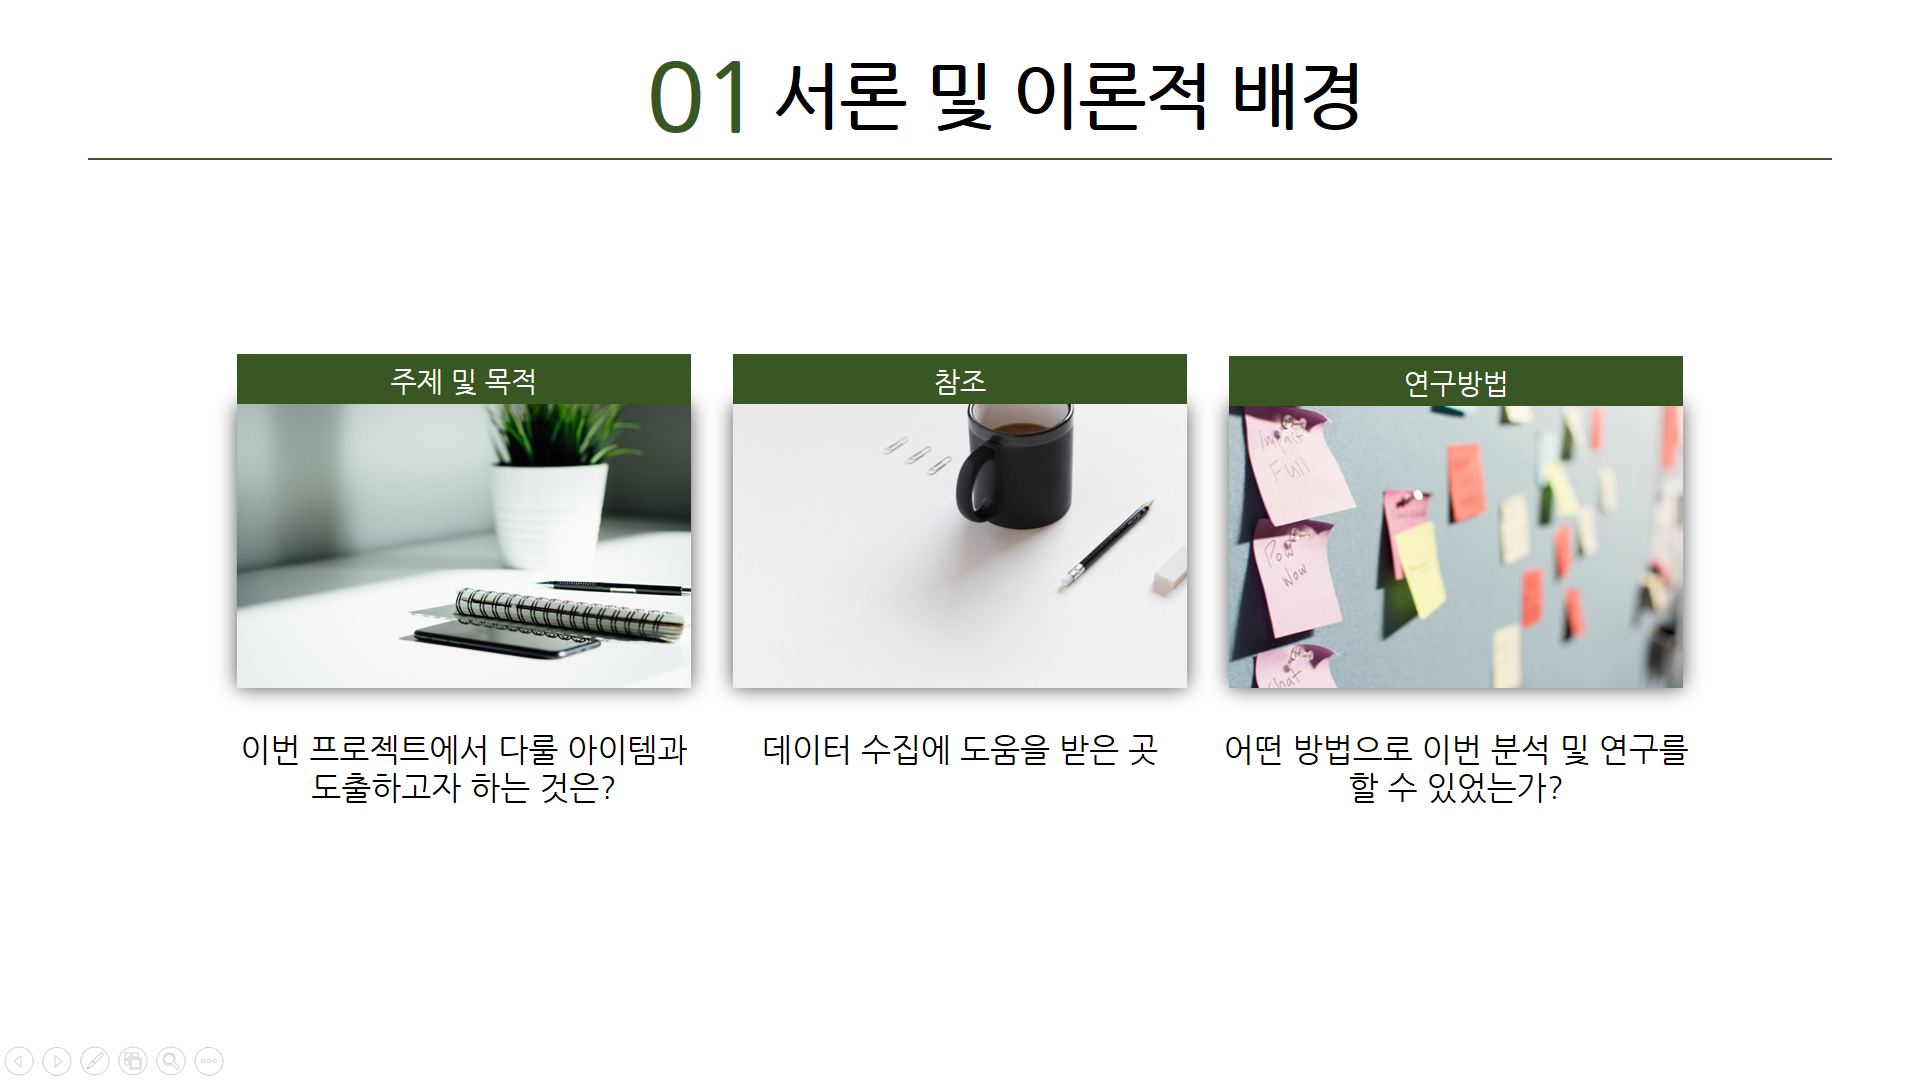 01 서론 및 이론적 배경
주제 및 목적
참조
연구방법
Full
Pow
Wow
Chat
이번 프로젝트에서 다룰 아이템과
도출하고자 하는 것은?
데이터 수집에 도움을 받은 곳
어떤 방법으로 이번 분석 및 연구를
할 수 있었는가?